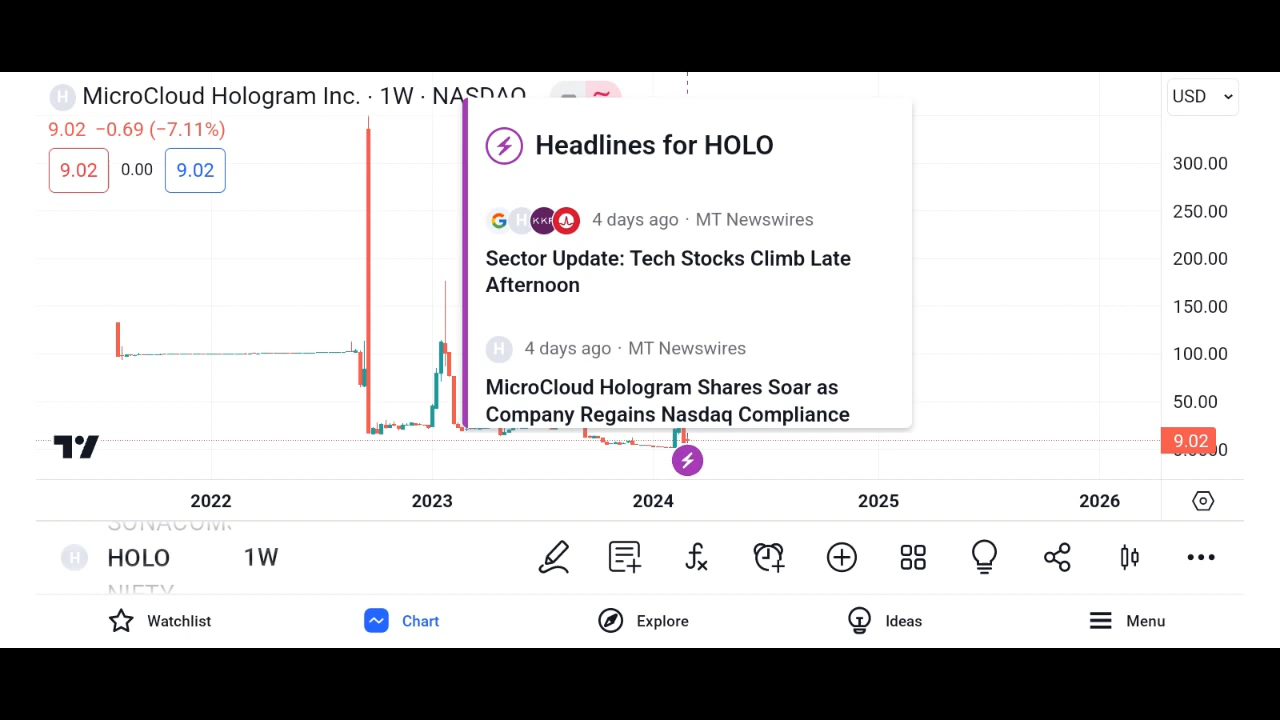 MicroCloud Hologram Inc. · 1W · NASDAQ
USD
9.02 −0.69 (−7.11%)
9.02 0.00 9.02
Headlines for HOLO
4 days ago · MT Newswires
Sector Update: Tech Stocks Climb Late
Afternoon
4 days ago · MT Newswires
MicroCloud Hologram Shares Soar as
Company Regains Nasdaq Compliance
300.00
250.00
200.00
150.00
100.00
50.00
9.02
2022 2023 2024 2025 2026
HOLO 1W
NIFTY
Watchlist Chart Explore Ideas Menu